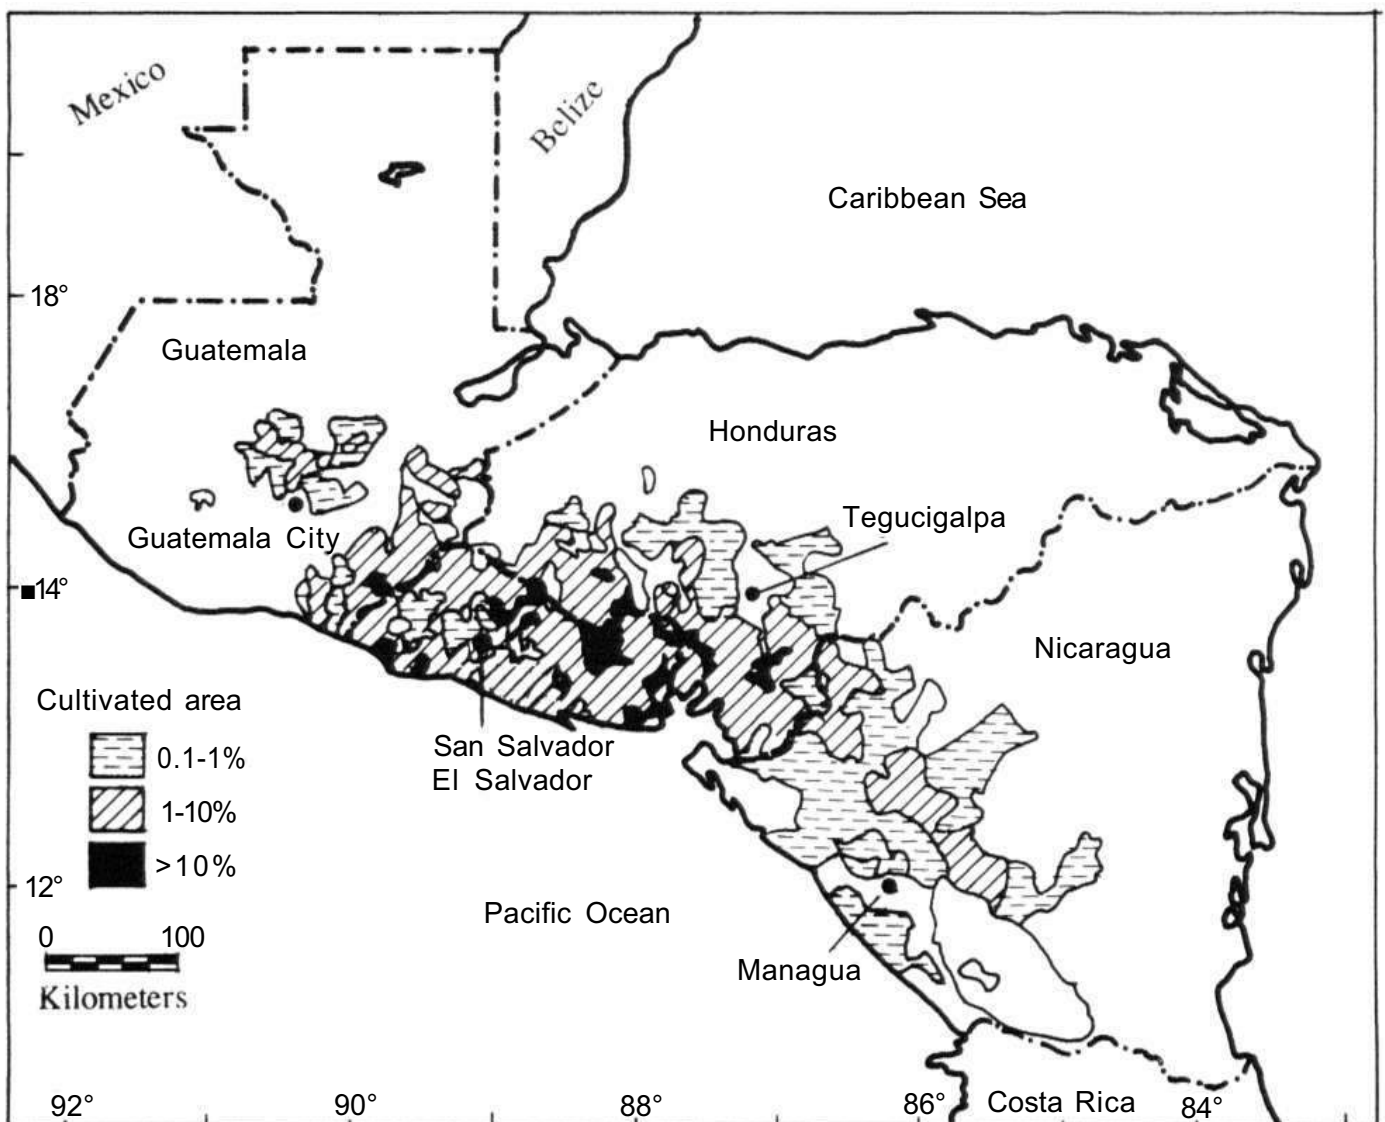 Mexico
Belize
Caribbean Sea
18°
Guatemala
Honduras
Tegucigalpa
Guatemala City
14°
Nicaragua
Cultivated area
0.1-1%
San Salvador
El Salvador
1-10%
>10%
12°
Pacific Ocean
0 100
Kilometers
Managua
92° 90° 88° 86° 84°
Costa Rica